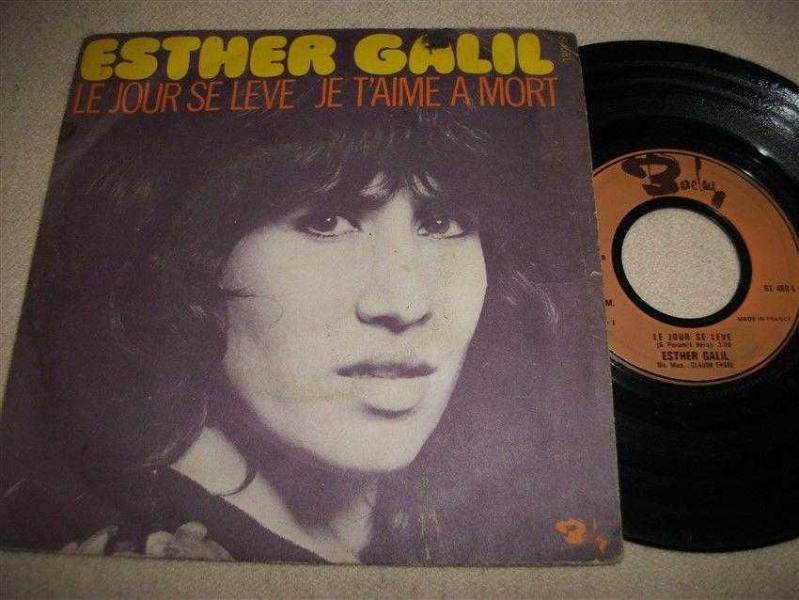 ESTHER GALIL
LE JOUR SE LEVE JE T'AIME A MORT
Barclay
Barclay
MADE IN FRANCE
LE JOUR SE LEVE
ESTHER GALIL